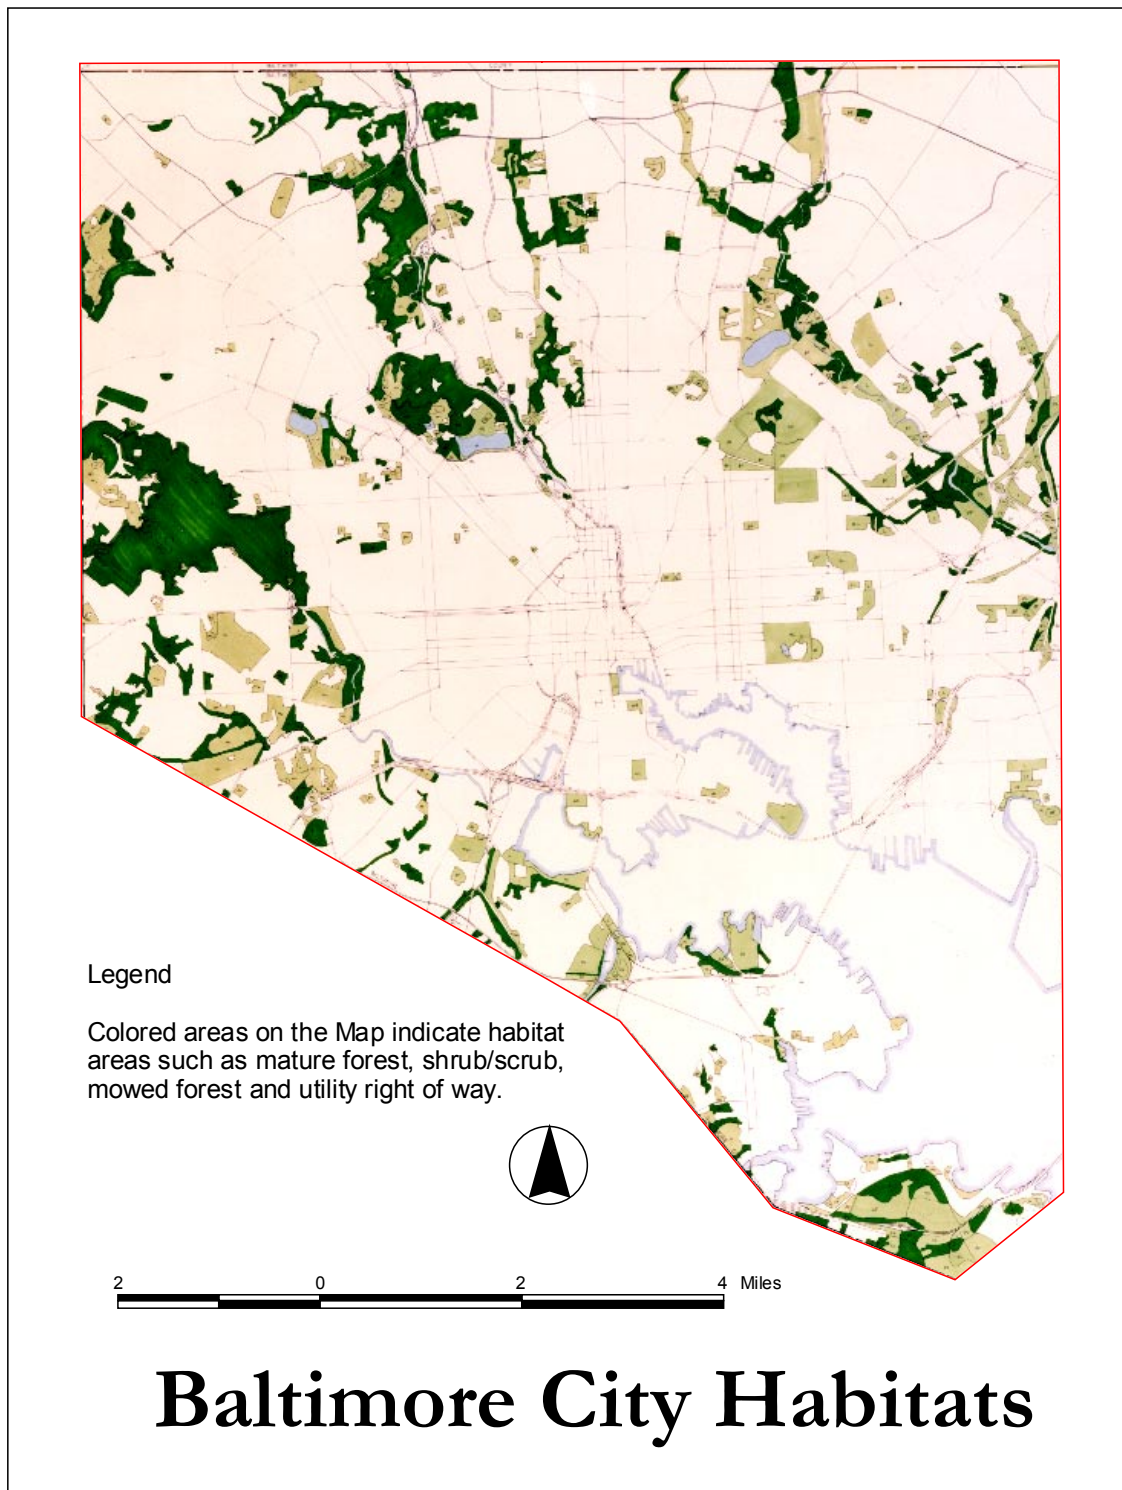 Legend
Colored areas on the Map indicate habitat
areas such as mature forest, shrub/scrub,
mowed forest and utility right of way.
2 0 2 4 Miles
Baltimore City Habitats